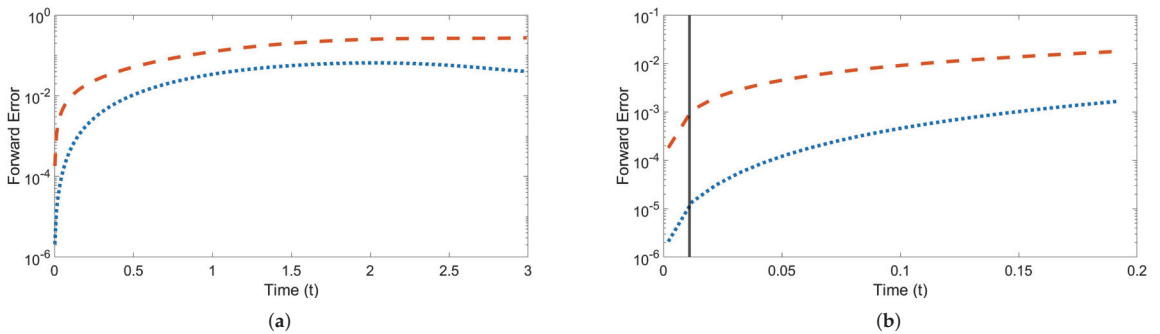 10^0
10^-2
10^-4
10^-6
Forward Error
0 0.5 1 1.5 2 2.5 3
Time (t)
(a)
10^-1
10^-2
10^-3
10^-4
10^-5
10^-6
Forward Error
0 0.05 0.1 0.15 0.2
Time (t)
(b)